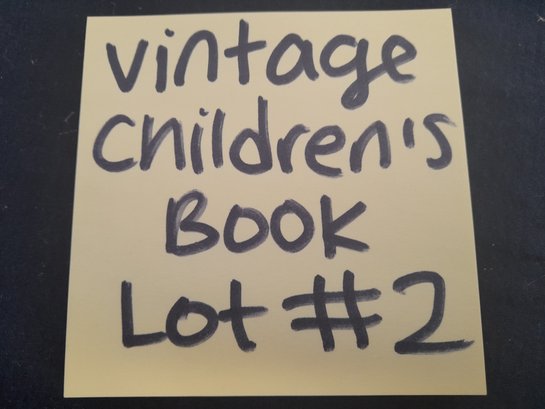 vintage
children's
BOOK
Lot #2